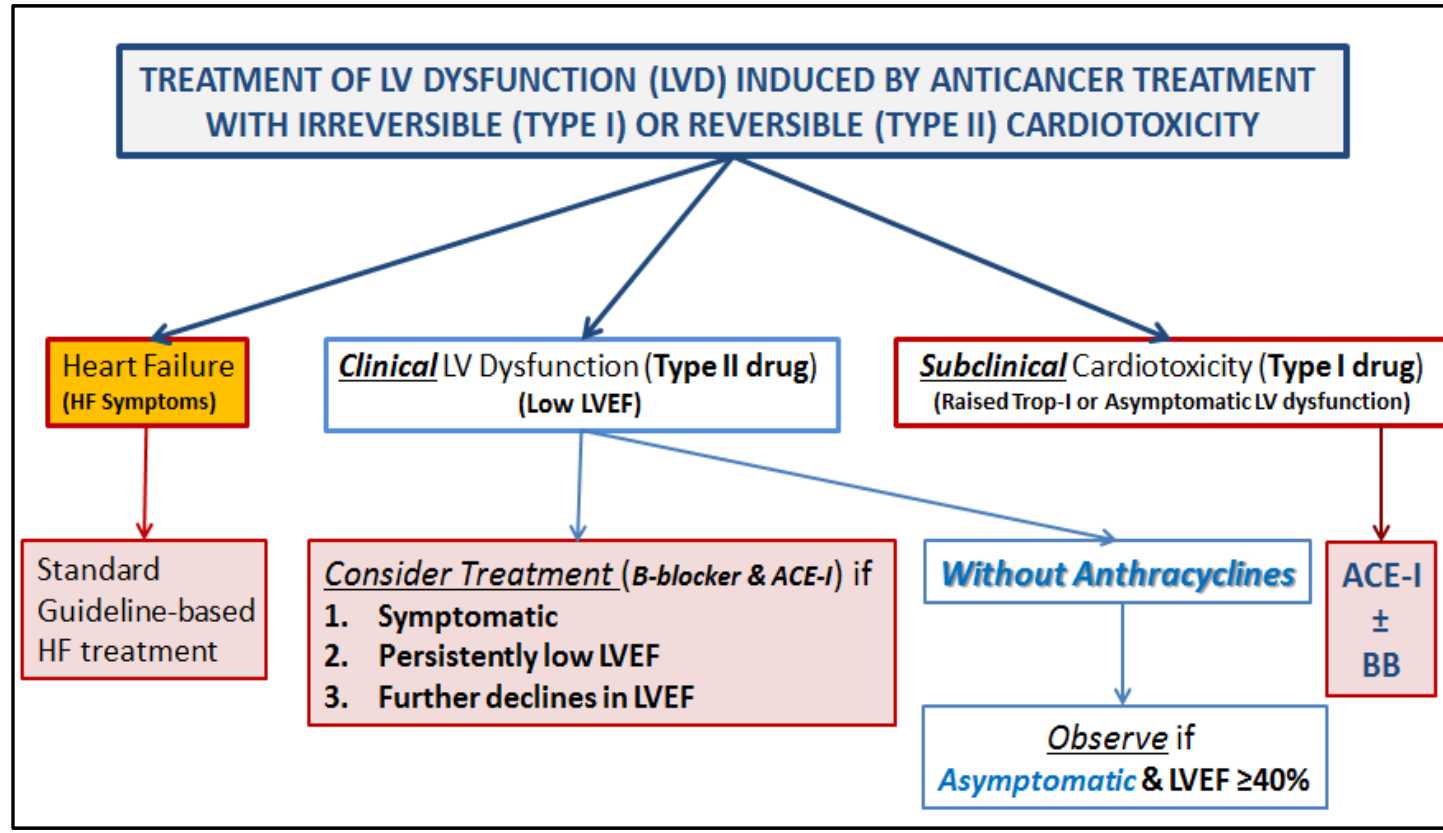 TREATMENT OF LV DYSFUNCTION (LVD) INDUCED BY ANTICANCER TREATMENT
WITH IRREVERSIBLE (TYPE I) OR REVERSIBLE (TYPE II) CARDIOTOXICITY
Heart Failure
(HF Symptoms)
Clinical LV Dysfunction (Type II drug)
(Low LVEF)
Subclinical Cardiotoxicity (Type I drug)
(Raised Trop-I or Asymptomatic LV dysfunction)
Standard
Guideline-based
HF treatment
Consider Treatment (B-blocker & ACE-I) if
1. Symptomatic
2. Persistently low LVEF
3. Further declines in LVEF
Without Anthracyclines
Observe if
Asymptomatic & LVEF ≥40%
ACE-I
±
BB